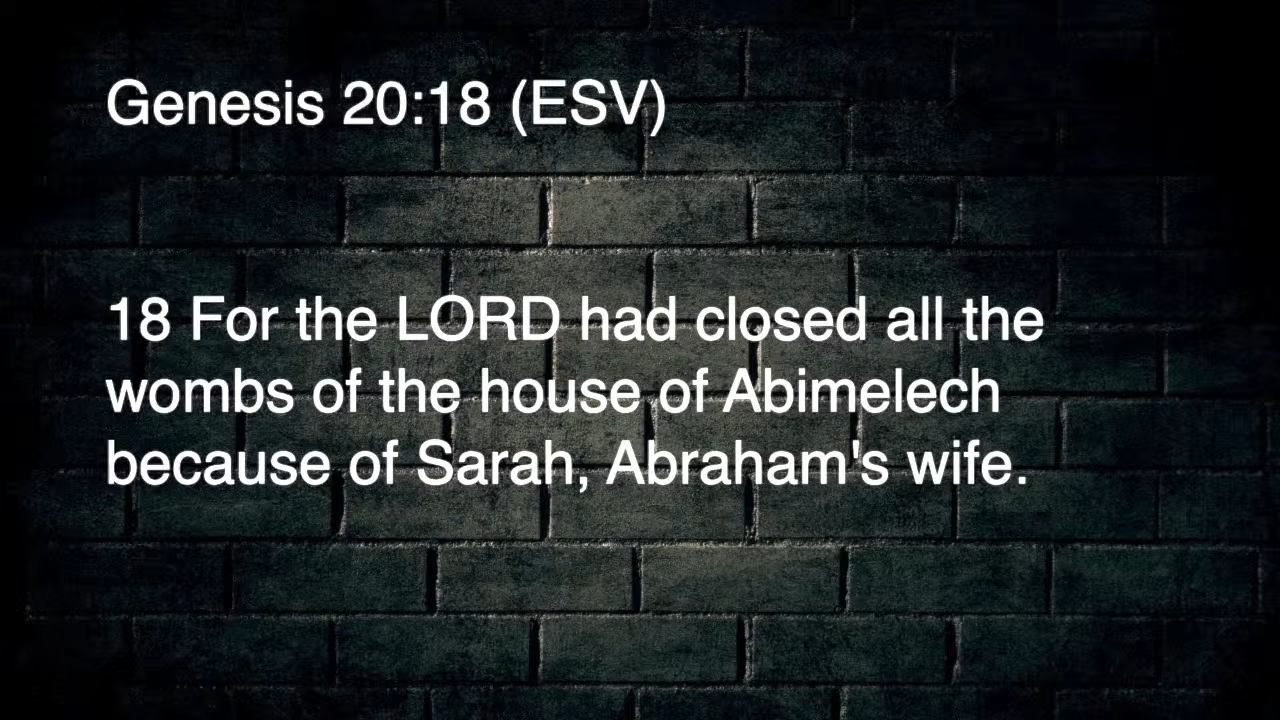 Genesis 20:18 (ESV)
18 For the LORD had closed all the
wombs of the house of Abimelech
because of Sarah, Abraham's wife.